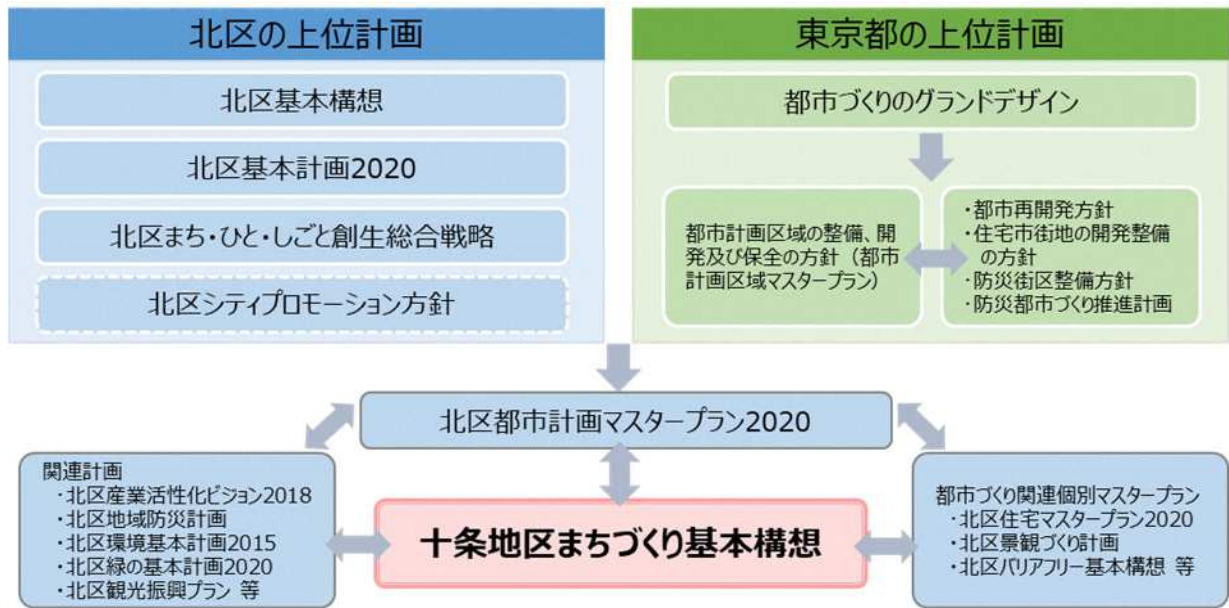 北区の上位計画
北区基本構想
北区基本計画2020
北区まち・ひと・しごと創生総合戦略
北区シティプロモーション方針
東京都の上位計画
都市づくりのグランドデザイン
都市計画区域の整備、開
発及び保全の方針（都市
計画区域マスタープラン）
・都市再開発方針
・住宅市街地の開発整備
の方針
・防災街区整備方針
・防災都市づくり推進計画
北区都市計画マスタープラン2020
関連計画
・北区産業活性化ビジョン2018
・北区地域防災計画
・北区環境基本計画2015
・北区緑の基本計画2020
・北区観光振興プラン 等
十条地区まちづくり基本構想
都市づくり関連個別マスタープラン
・北区住宅マスタープラン2020
・北区景観づくり計画
・北区バリアフリー基本構想 等